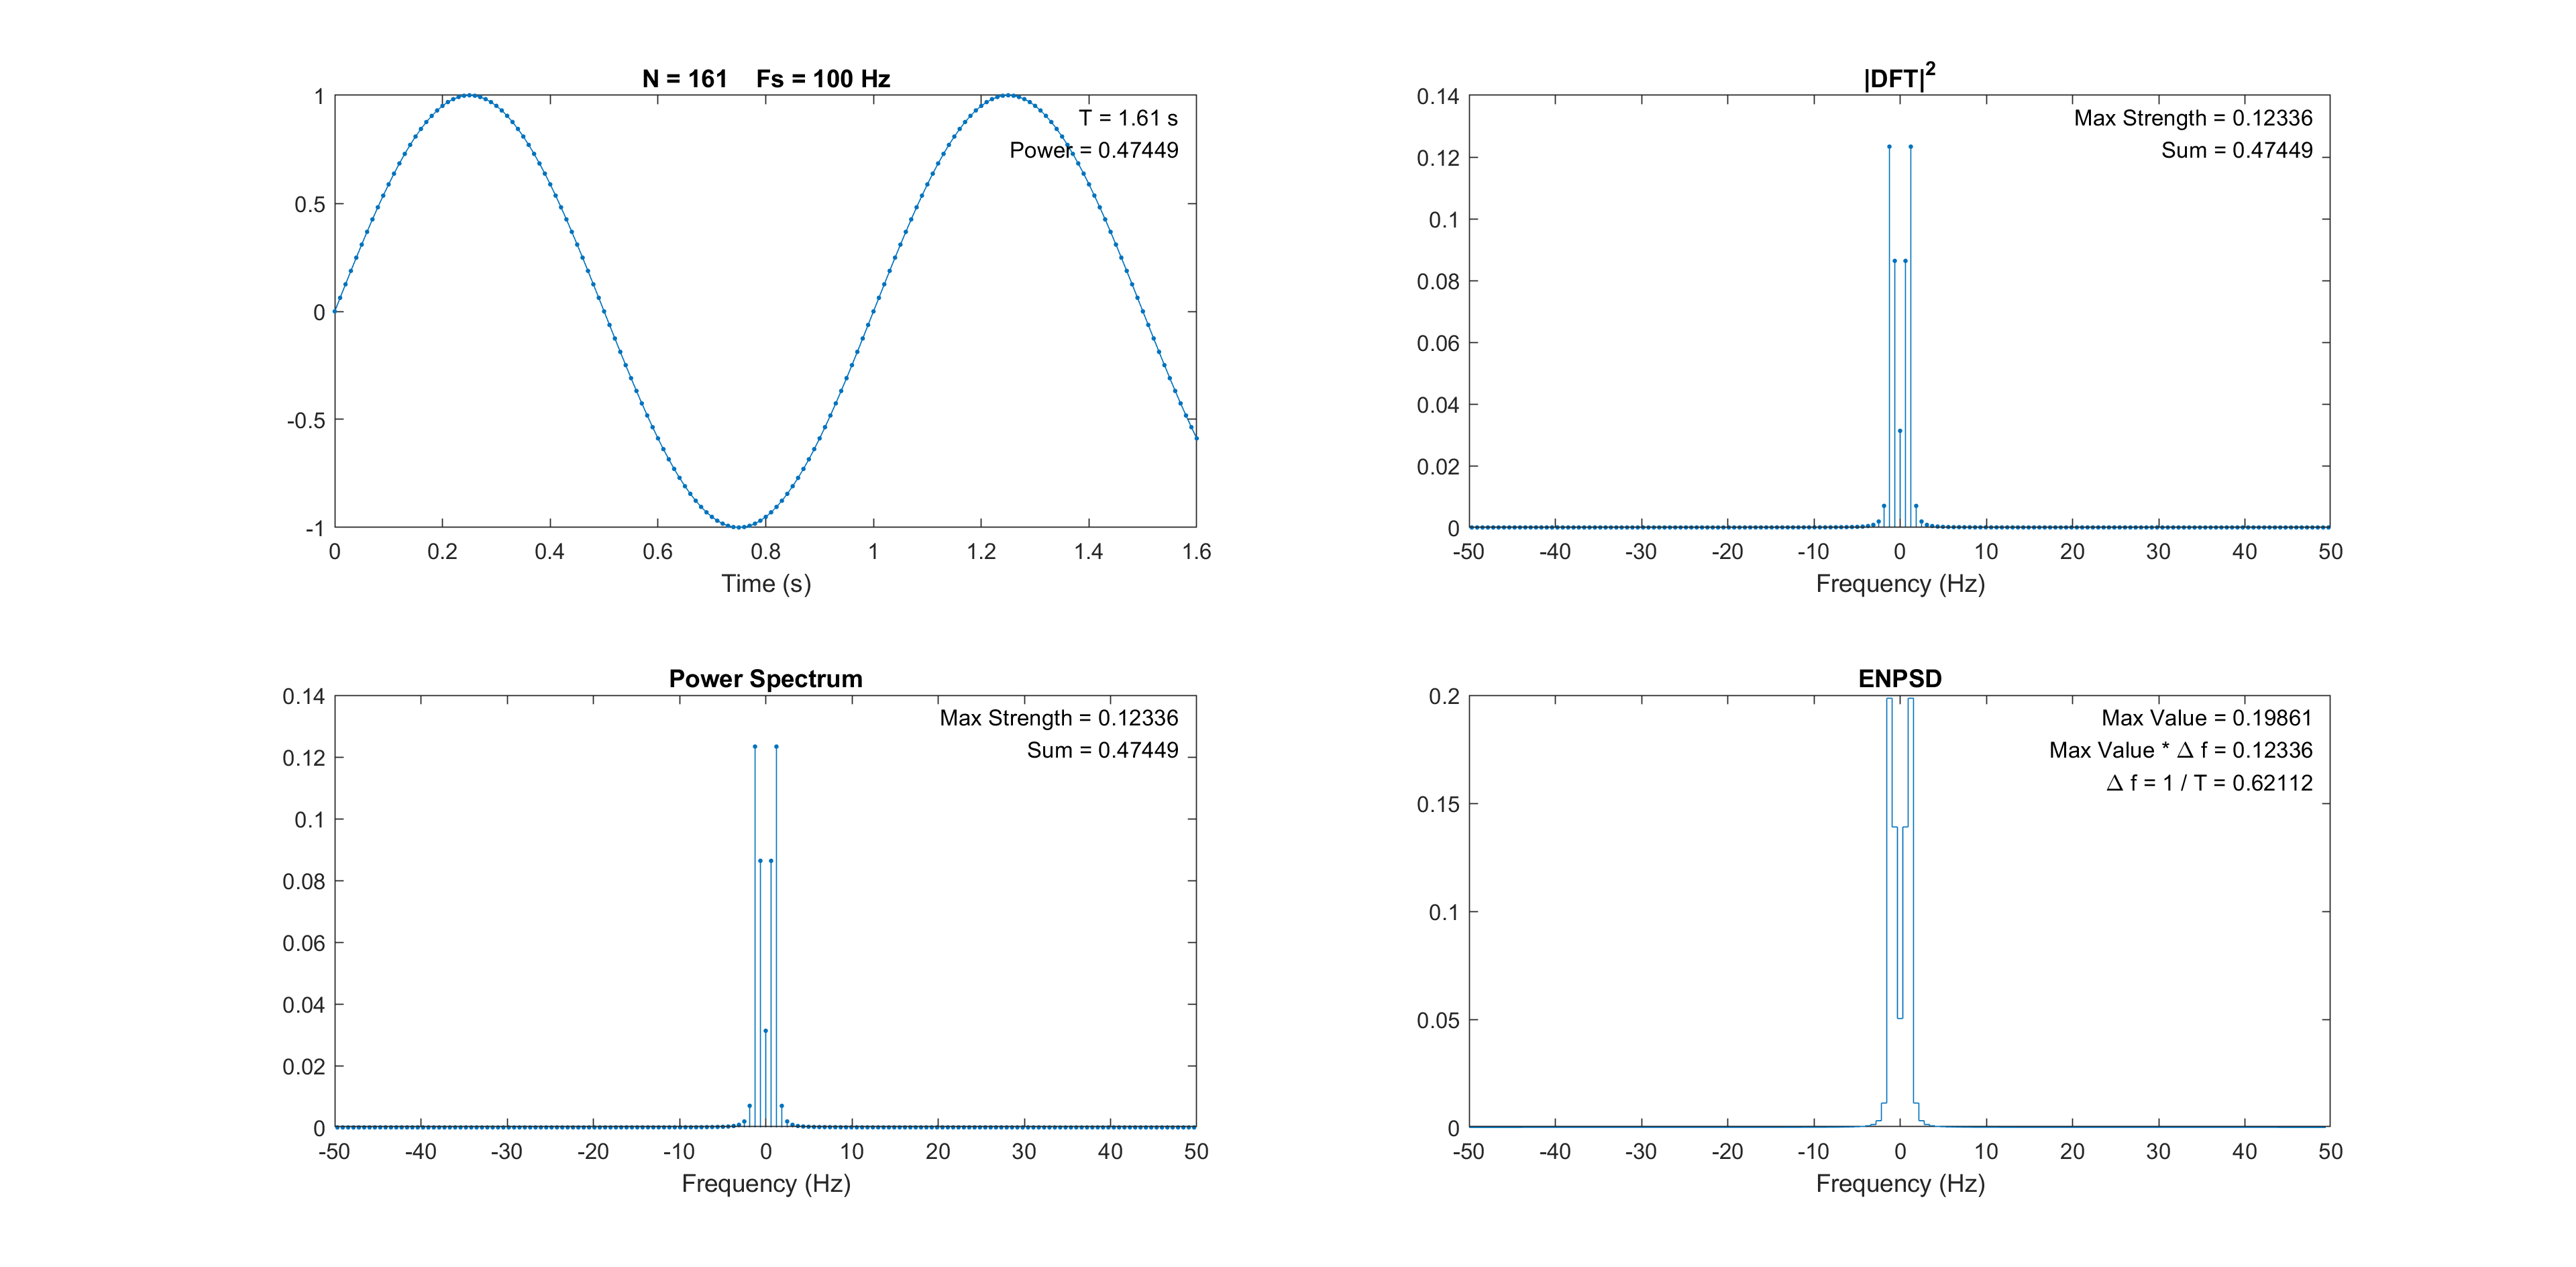 N = 161    Fs = 100 Hz
T = 1.61 s
Power = 0.47449
1
0.5
0
-0.5
-1
0 0.2 0.4 0.6 0.8 1 1.2 1.4 1.6
Time (s)
|DFT|²
Max Strength = 0.12336
Sum = 0.47449
0.14
0.12
0.1
0.08
0.06
0.04
0.02
0
-50 -40 -30 -20 -10 0 10 20 30 40 50
Frequency (Hz)
Power Spectrum
Max Strength = 0.12336
Sum = 0.47449
0.14
0.12
0.1
0.08
0.06
0.04
0.02
0
-50 -40 -30 -20 -10 0 10 20 30 40 50
Frequency (Hz)
ENPSD
Max Value = 0.19861
Max Value * Δ f = 0.12336
Δ f = 1 / T = 0.62112
0.2
0.15
0.1
0.05
0
-50 -40 -30 -20 -10 0 10 20 30 40 50
Frequency (Hz)